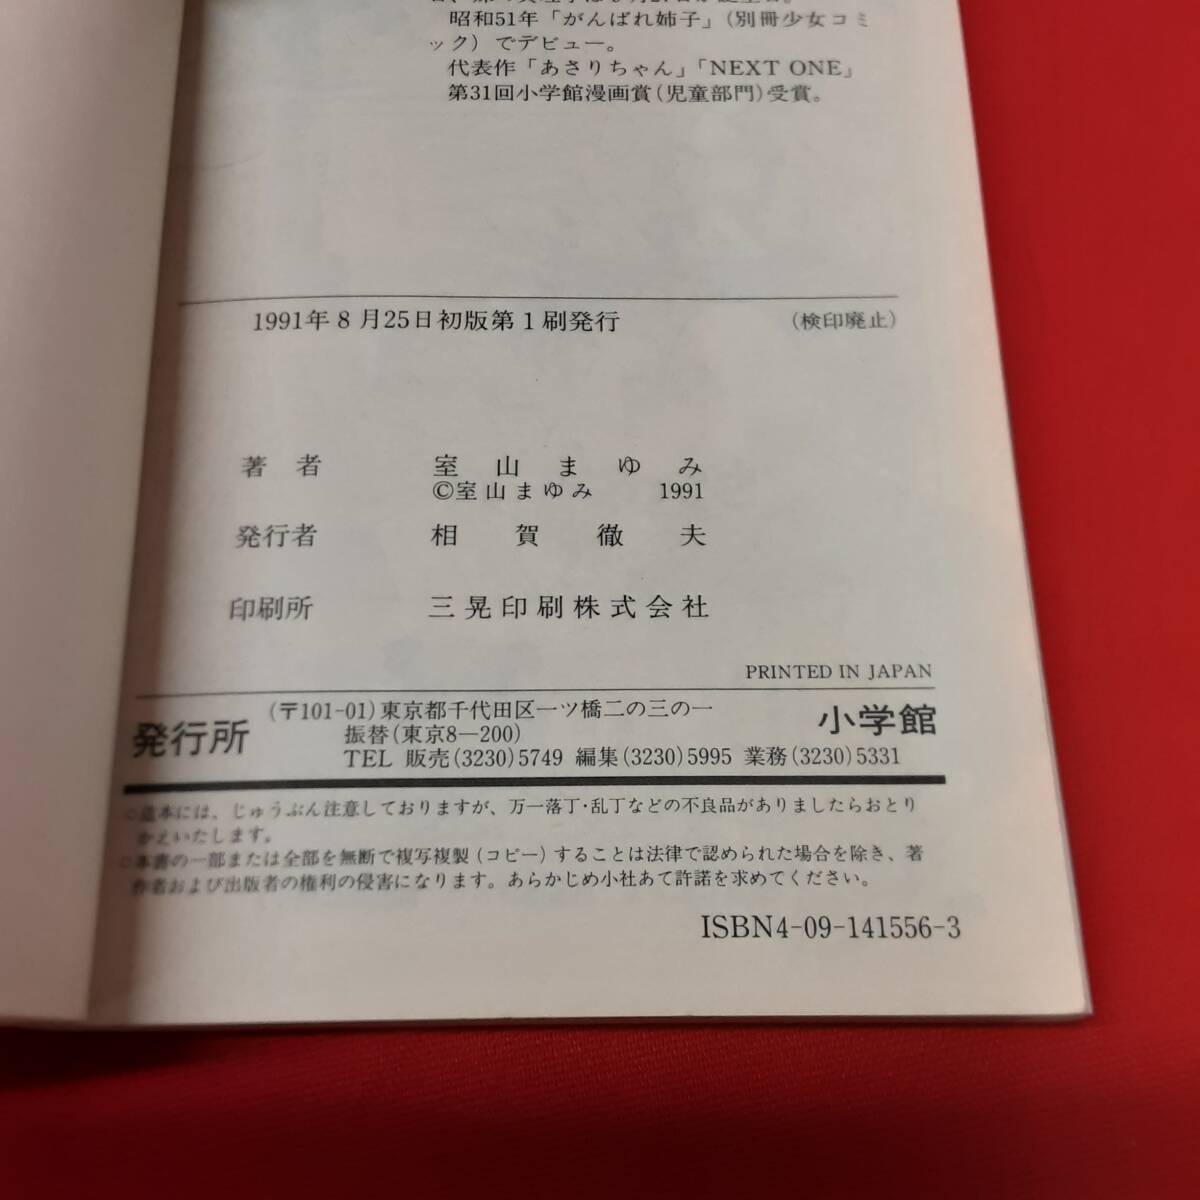 昭和51年「がんばれ姉子」(別冊少女コミ
ック)でデビュー。
代表作「あさりちゃん」「NEXT ONE」
第31回小学館漫画賞(児童部門)受賞。
1991年8月25日初版第1刷発行 (検印廃止)
著者 室山まゆみ
©室山まゆみ 1991
発行者 相賀徹夫
印刷所 三晃印刷株式会社
PRINTED IN JAPAN
発行所 (〒101-01)東京都千代田区一ツ橋二の三の一 小学館
振替(東京8—200)
TEL 販売(3230)5749 編集(3230)5995 業務(3230)5331
○造本には、じゅうぶん注意しておりますが、万一落丁・乱丁などの不良品がありましたらおとり
かえいたします。
○本書の一部または全部を無断で複写複製(コピー)することは法律で認められた場合を除き、著
作者および出版者の権利の侵害になります。あらかじめ小社あて許諾を求めてください。
ISBN4-09-141556-3